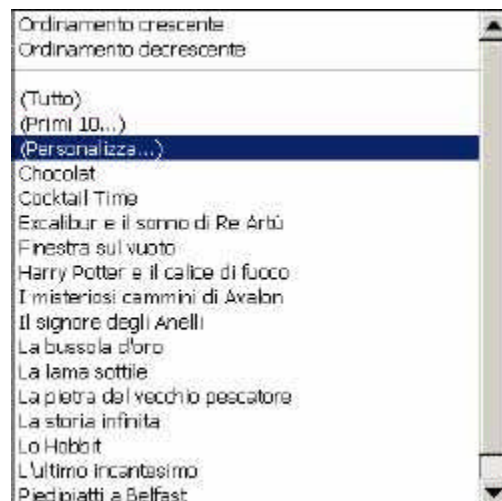 Ordinamento crescente
Ordinamento decrescente
(Tutto)
(Primi 10...)
(Personalizza...)
Chocolat
Cocktail Time
Excalibur e il sonno di Re Artù
Finestra sul vuoto
Harry Potter e il calice di fuoco
I misteriosi cammini di Avalon
Il signore degli Anelli
La bussola d'oro
La lama sottile
La pietra del vecchio pescatore
La storia infinita
Lo Hobbit
L'ultimo incantesimo
Piedipiatti a Belfast